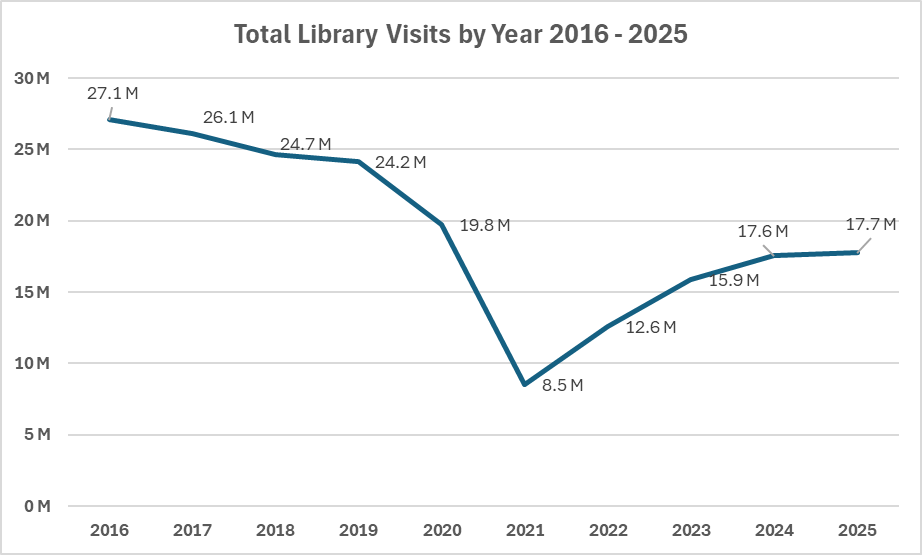 Total Library Visits by Year 2016 - 2025
30 M
27.1 M
26.1 M
25 M
24.7 M
24.2 M
20 M
19.8 M
17.6 M
17.7 M
15 M
15.9 M
12.6 M
10 M
8.5 M
5 M
0 M
2016 2017 2018 2019 2020 2021 2022 2023 2024 2025